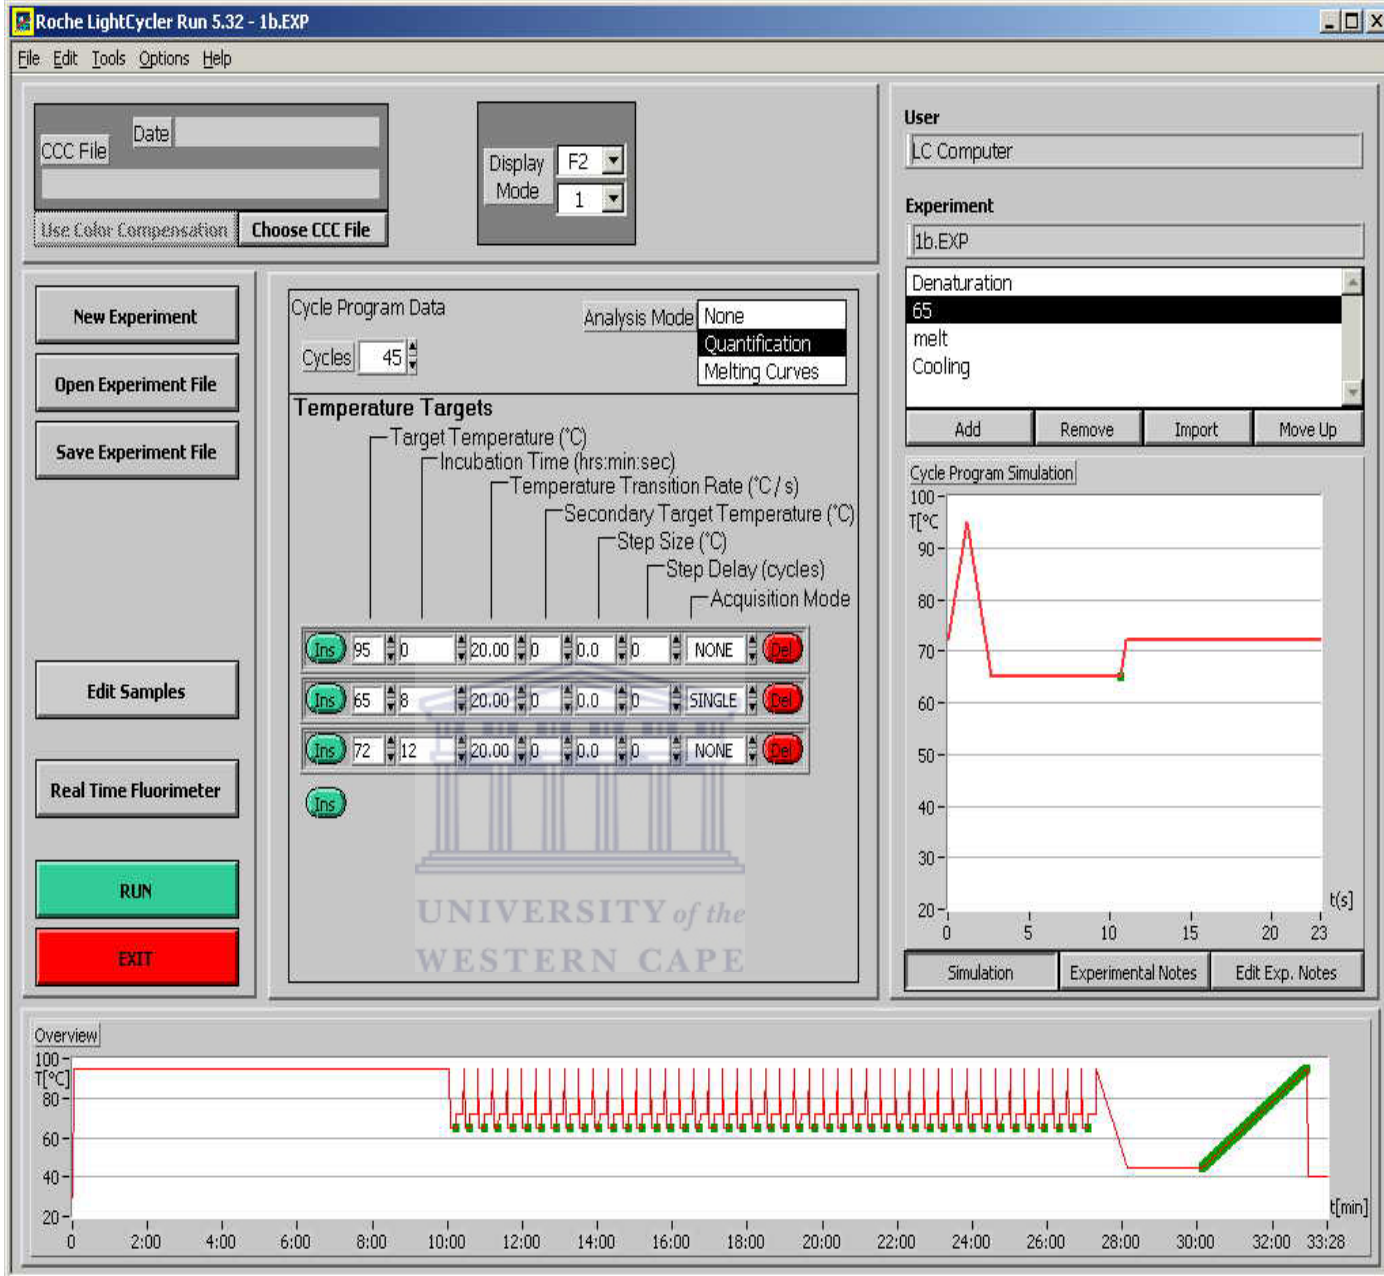 Roche LightCycler Run 5.32 - 1b.EXP
File Edit Tools Options Help
CCC File
Date
Use Color Compensation
Choose CCC File
Display Mode
F2
1
User
LC Computer
Experiment
1b.EXP
Denaturation
65
melt
Cooling
Add Remove Import Move Up
New Experiment
Open Experiment File
Save Experiment File
Edit Samples
Real Time Fluorimeter
RUN
EXIT
Cycle Program Data
Cycles 45
Analysis Mode
None
Quantification
Melting Curves
Temperature Targets
Target Temperature (°C)
Incubation Time (hrs:min:sec)
Temperature Transition Rate (°C / s)
Secondary Target Temperature (°C)
Step Size (°C)
Step Delay (cycles)
Acquisition Mode
Ins 95 0 20.00 0 0.0 0 NONE Del
Ins 65 8 20.00 0 0.0 0 SINGLE Del
Ins 72 12 20.00 0 0.0 0 NONE Del
Ins
UNIVERSITY of the
WESTERN CAPE
Cycle Program Simulation
100
T[°C
90
80
70
60
50
40
30
20
t(s]
0 5 10 15 20 23
Simulation Experimental Notes Edit Exp. Notes
Overview
100
T[°C]
80
60
40
20
t[min]
0 2:00 4:00 6:00 8:00 10:00 12:00 14:00 16:00 18:00 20:00 22:00 24:00 26:00 28:00 30:00 32:00 33:28